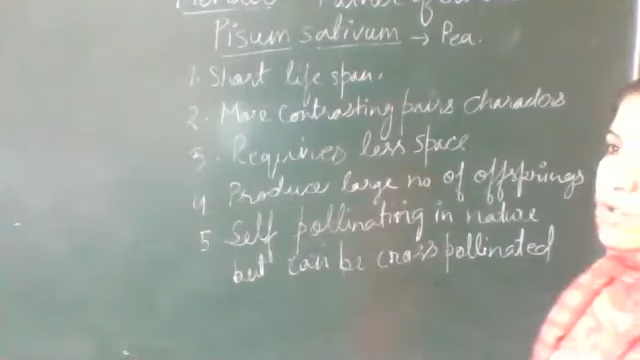 Pisum sativum → Pea.
1. Short life span.
2. More contrasting pairs charadors
3. Requires less space
4 Produce large no of offsprings
5 Self pollinating in nature
but can be cross pollinated